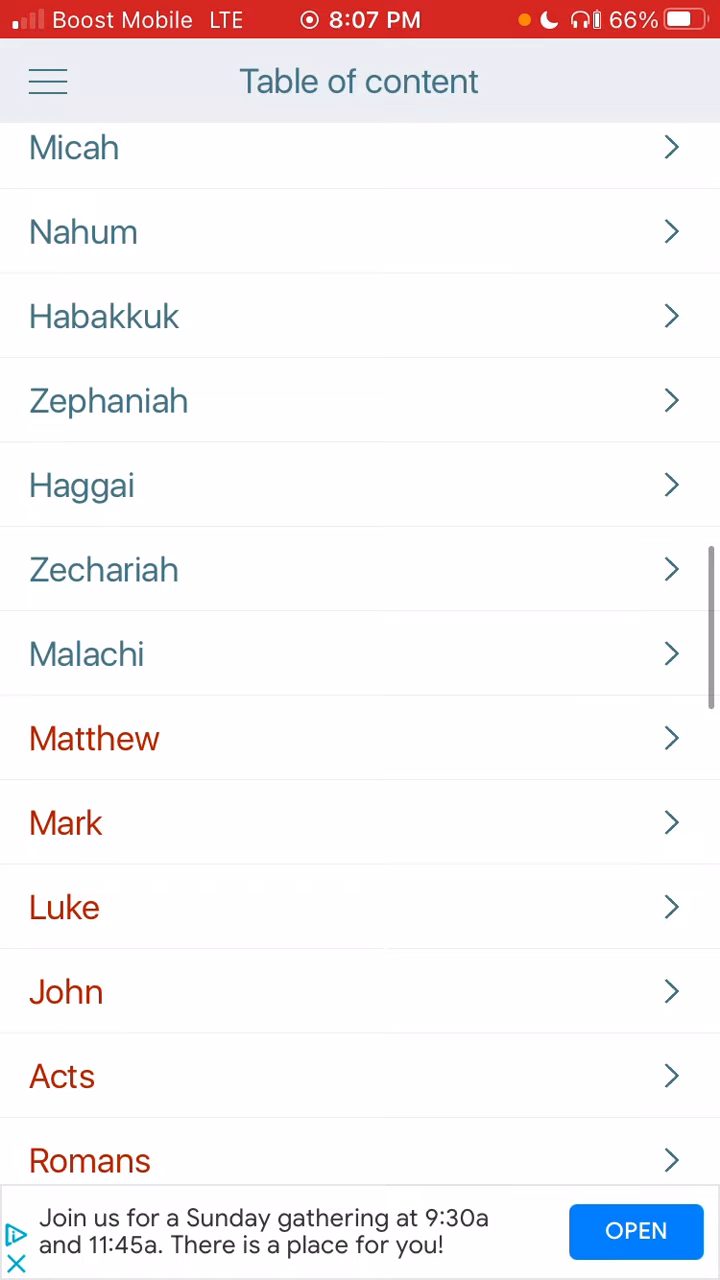 Boost Mobile LTE 8:07 PM 66%
Table of content
Micah
Nahum
Habakkuk
Zephaniah
Haggai
Zechariah
Malachi
Matthew
Mark
Luke
John
Acts
Romans
Join us for a Sunday gathering at 9:30a
and 11:45a. There is a place for you!
OPEN